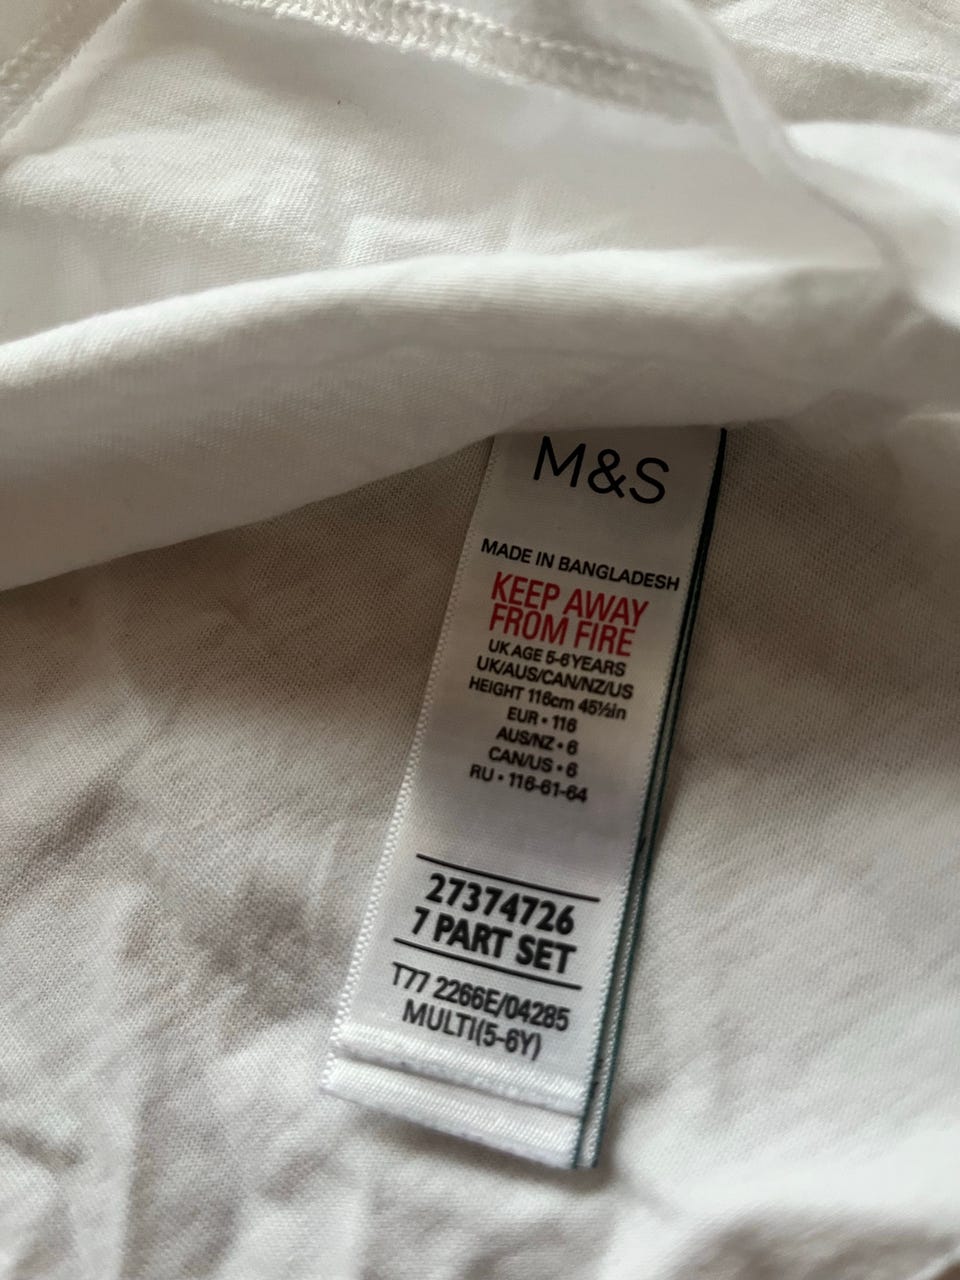 M&S
MADE IN BANGLADESH
KEEP AWAY
FROM FIRE
UK AGE 5-6YEARS
UK/AUS/CAN/NZ/US
HEIGHT 116cm 45½in
EUR • 116
AUS/NZ • 6
CAN/US • 6
RU • 116-61-64
27374726
7 PART SET
T77 2266E/04285
MULTI(5-6Y)